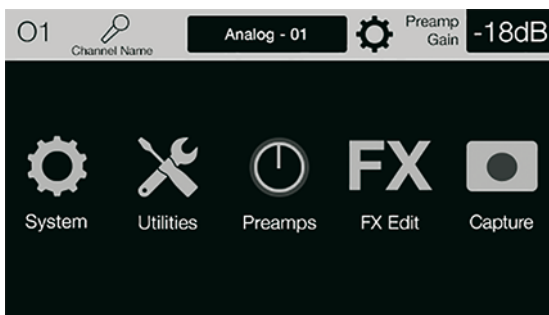 01
Channel Name
Analog - 01
Preamp
Gain
-18dB
FX
System
Utilities
Preamps
FX Edit
Capture